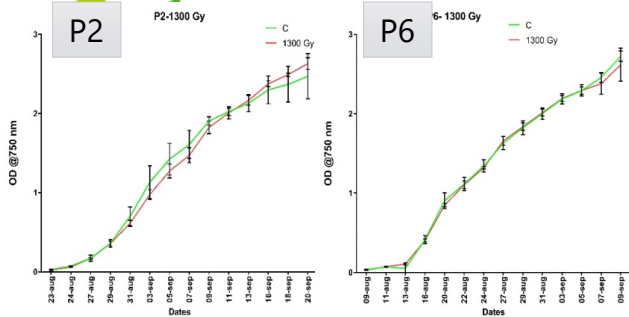 P2
P2-1300 Gy
C
1300 Gy
OD @750 nm
3
2
1
0
23-aug
24-aug
27-aug
29-aug
31-aug
03-sep
05-sep
07-sep
09-sep
11-sep
13-sep
16-sep
18-sep
20-sep
Dates
P6
6- 1300 Gy
C
1300 Gy
OD @750 nm
3
2
1
0
09-aug
11-aug
13-aug
16-aug
20-aug
22-aug
24-aug
27-aug
29-aug
31-aug
03-sep
05-sep
07-sep
09-sep
Dates